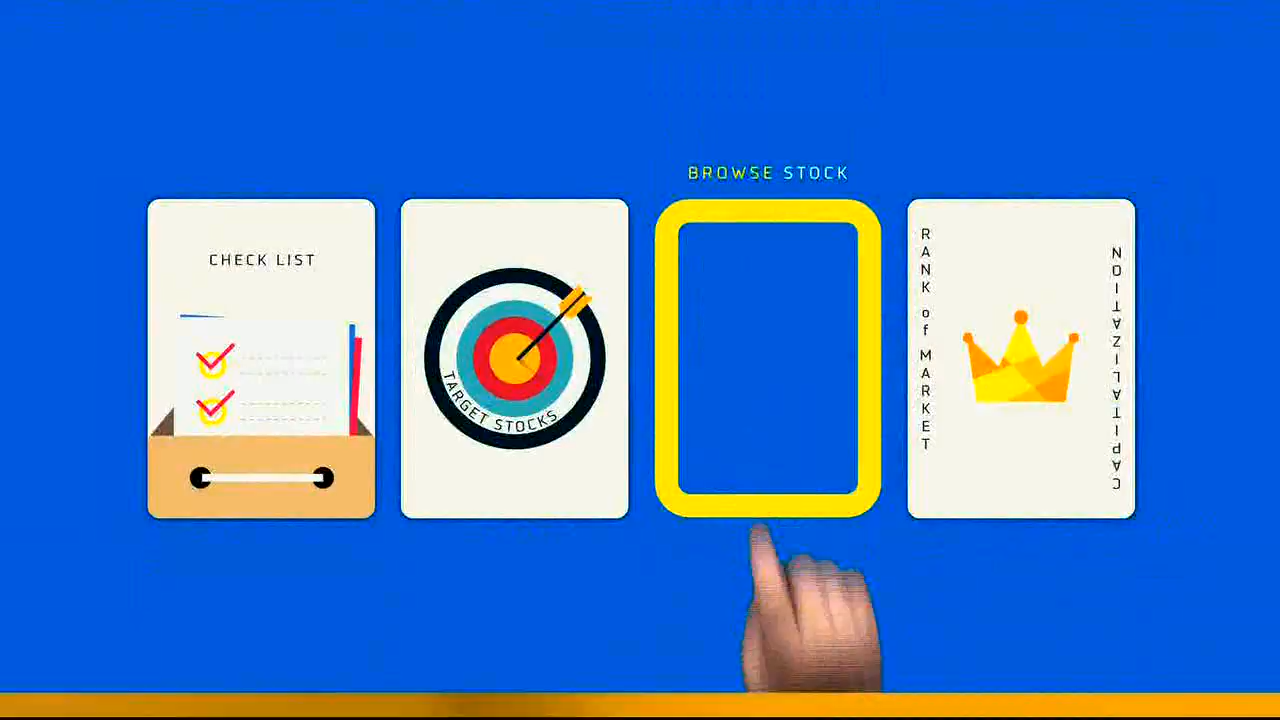 BROWSE STOCK
CHECK LIST
TARGET STOCKS
RANK of MARKET
CAPITALIZATION